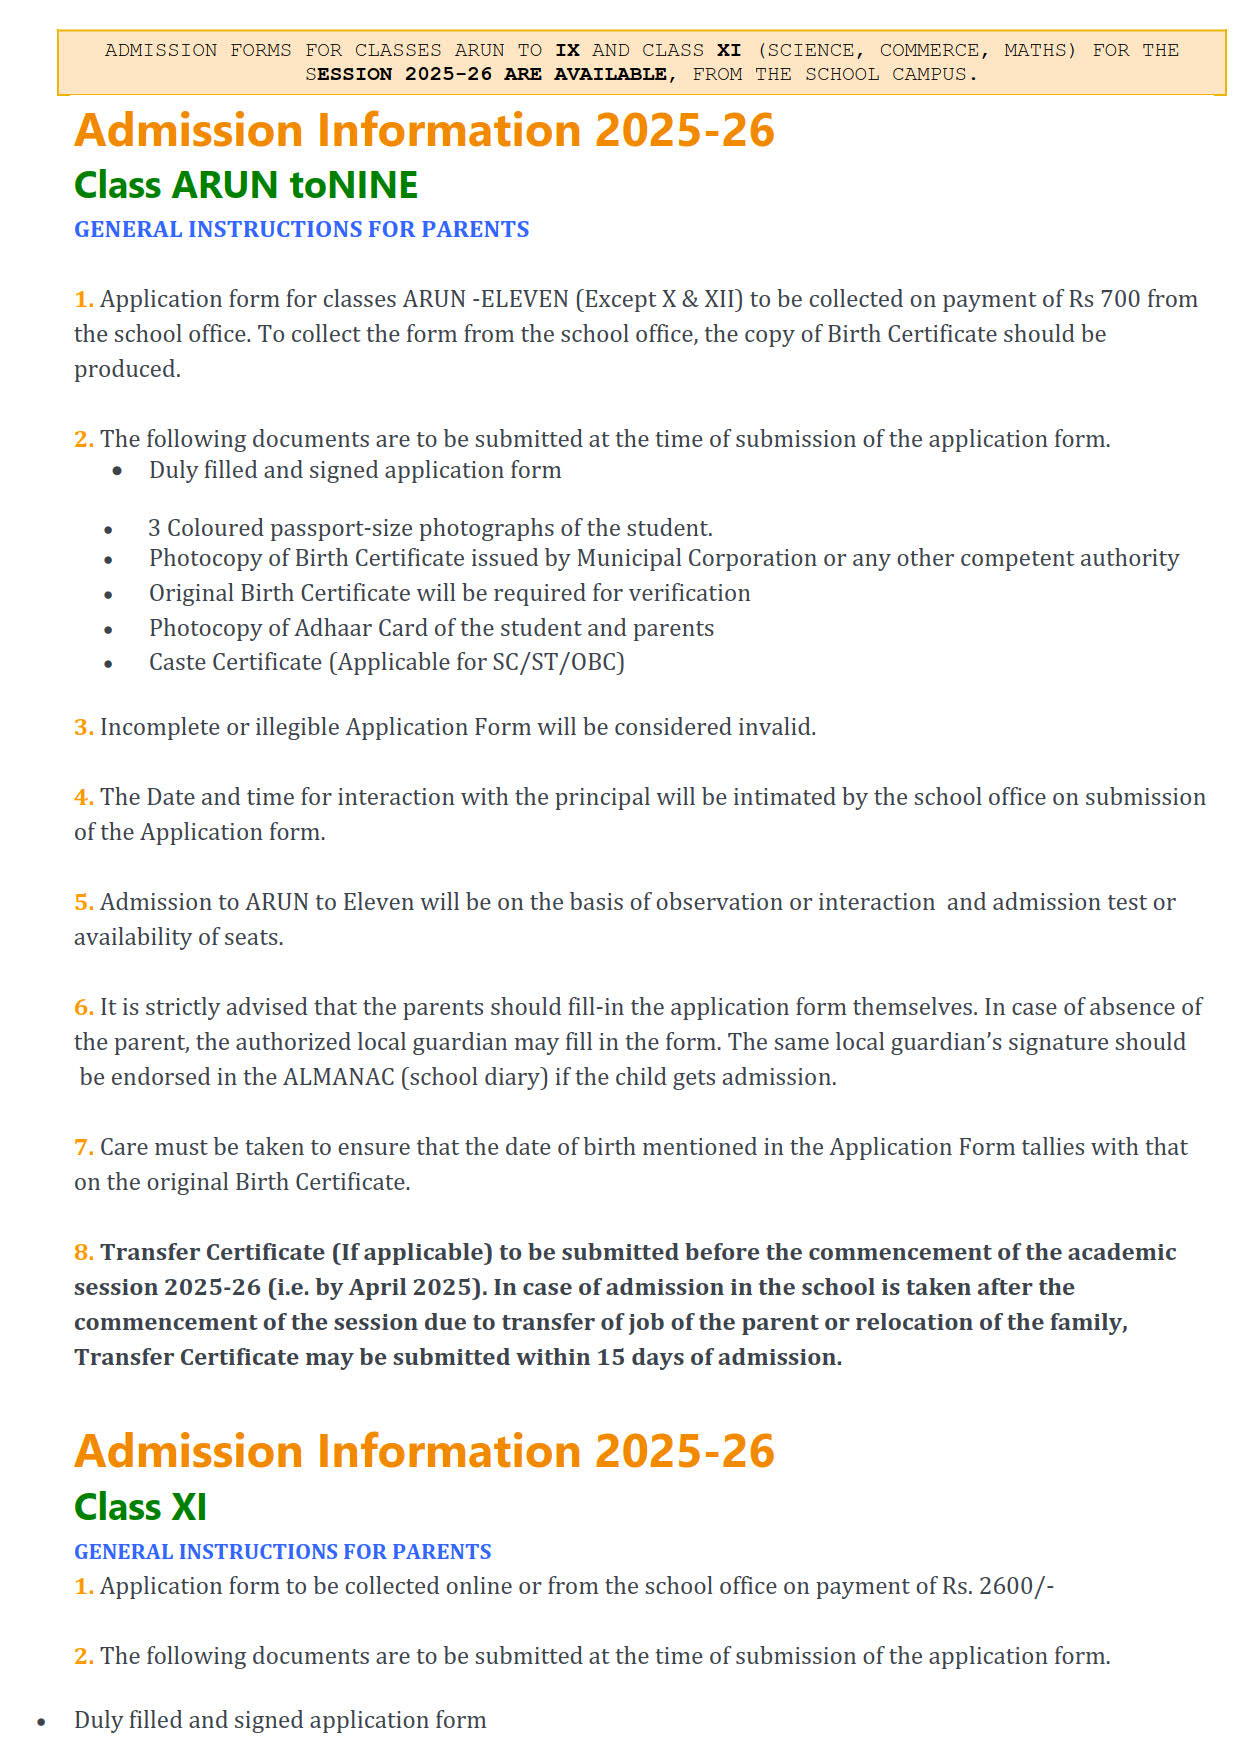 ADMISSION FORMS FOR CLASSES ARUN TO IX AND CLASS XI (SCIENCE, COMMERCE, MATHS) FOR THE
SESSION 2025-26 ARE AVAILABLE, FROM THE SCHOOL CAMPUS.
Admission Information 2025-26
Class ARUN toNINE
GENERAL INSTRUCTIONS FOR PARENTS
1. Application form for classes ARUN -ELEVEN (Except X & XII) to be collected on payment of Rs 700 from
the school office. To collect the form from the school office, the copy of Birth Certificate should be
produced.
2. The following documents are to be submitted at the time of submission of the application form.
• Duly filled and signed application form
• 3 Coloured passport-size photographs of the student.
• Photocopy of Birth Certificate issued by Municipal Corporation or any other competent authority
• Original Birth Certificate will be required for verification
• Photocopy of Adhaar Card of the student and parents
• Caste Certificate (Applicable for SC/ST/OBC)
3. Incomplete or illegible Application Form will be considered invalid.
4. The Date and time for interaction with the principal will be intimated by the school office on submission
of the Application form.
5. Admission to ARUN to Eleven will be on the basis of observation or interaction  and admission test or
availability of seats.
6. It is strictly advised that the parents should fill-in the application form themselves. In case of absence of
the parent, the authorized local guardian may fill in the form. The same local guardian’s signature should
be endorsed in the ALMANAC (school diary) if the child gets admission.
7. Care must be taken to ensure that the date of birth mentioned in the Application Form tallies with that
on the original Birth Certificate.
8. Transfer Certificate (If applicable) to be submitted before the commencement of the academic
session 2025-26 (i.e. by April 2025). In case of admission in the school is taken after the
commencement of the session due to transfer of job of the parent or relocation of the family,
Transfer Certificate may be submitted within 15 days of admission.
Admission Information 2025-26
Class XI
GENERAL INSTRUCTIONS FOR PARENTS
1. Application form to be collected online or from the school office on payment of Rs. 2600/-
2. The following documents are to be submitted at the time of submission of the application form.
• Duly filled and signed application form